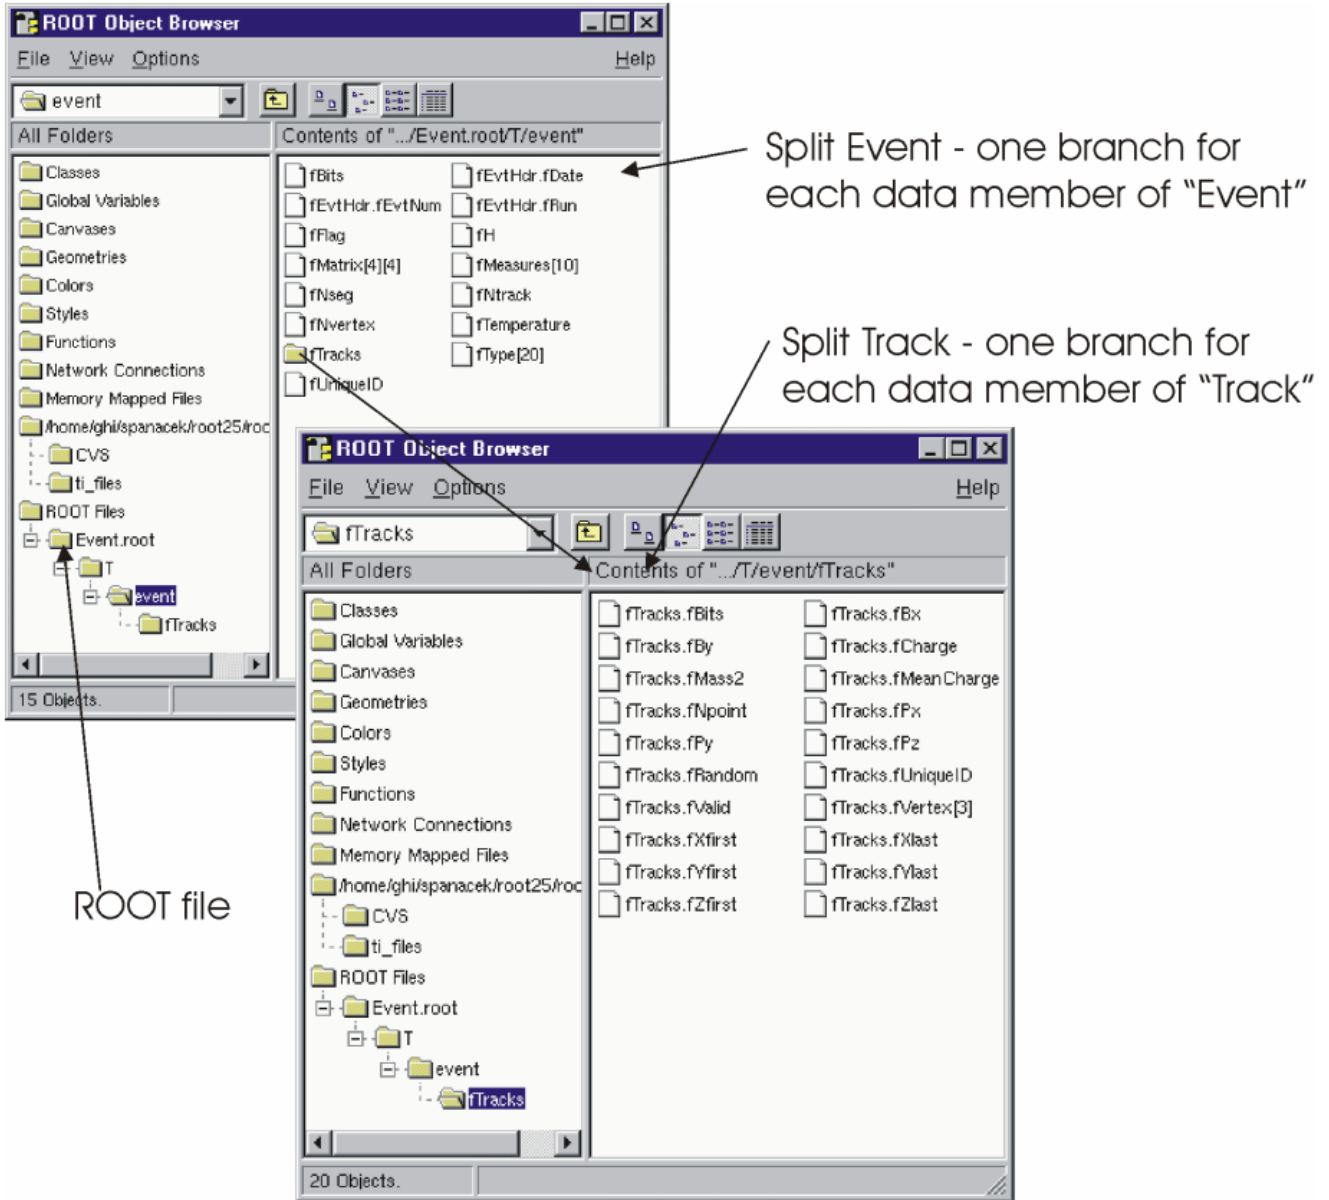 ROOT Object Browser
File View Options Help
event
All Folders
Contents of ".../Event.root/T/event"
Classes
Global Variables
Canvases
Geometries
Colors
Styles
Functions
Network Connections
Memory Mapped Files
/home/ghi/spanacek/root25/roc
CVS
ti_files
ROOT Files
Event.root
T
event
fTracks
15 Objects.
fBits fEvtHdr.fDate
fEvtHdr.fEvtNum fEvtHdr.fRun
fFlag fH
fMatrix[4][4] fMeasures[10]
fNseg fNtrack
fNvertex fTemperature
fTracks fType[20]
fUniqueID
Split Event - one branch for
each data member of “Event”
Split Track - one branch for
each data member of “Track”
ROOT file
ROOT Object Browser
File View Options Help
fTracks
All Folders
Contents of ".../T/event/fTracks"
Classes
Global Variables
Canvases
Geometries
Colors
Styles
Functions
Network Connections
Memory Mapped Files
/home/ghi/spanacek/root25/roc
CVS
ti_files
ROOT Files
Event.root
T
event
fTracks
20 Objects.
fTracks.fBits fTracks.fBx
fTracks.fBy fTracks.fCharge
fTracks.fMass2 fTracks.fMeanCharge
fTracks.fNpoint fTracks.fPx
fTracks.fPy fTracks.fPz
fTracks.fRandom fTracks.fUniqueID
fTracks.fValid fTracks.fVertex[3]
fTracks.fXfirst fTracks.fXlast
fTracks.fYfirst fTracks.fYlast
fTracks.fZfirst fTracks.fZlast